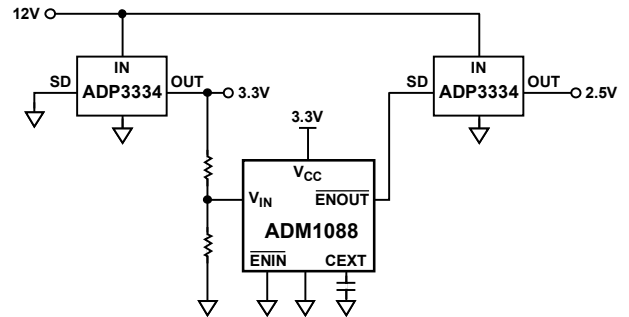 12V
IN
SD
ADP3334
OUT
3.3V
IN
SD
ADP3334
OUT
2.5V
3.3V
VCC
VIN
ENOUT
ADM1088
ENIN
CEXT